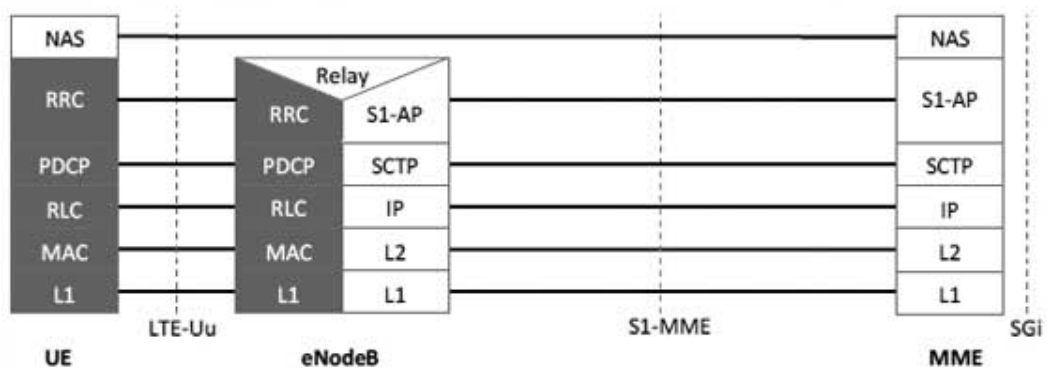 NAS NAS
Relay
RRC RRC S1-AP S1-AP
PDCP PDCP SCTP SCTP
RLC RLC IP IP
MAC MAC L2 L2
L1 L1 L1 L1
LTE-Uu S1-MME SGi
UE eNodeB MME